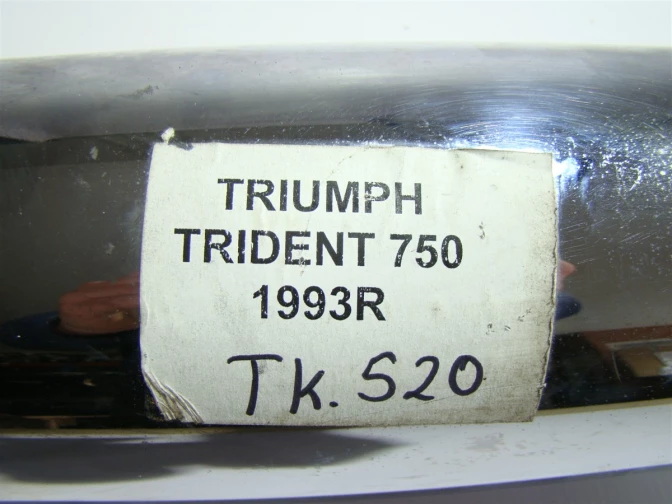 TRIUMPH
TRIDENT 750
1993R
TK. 520